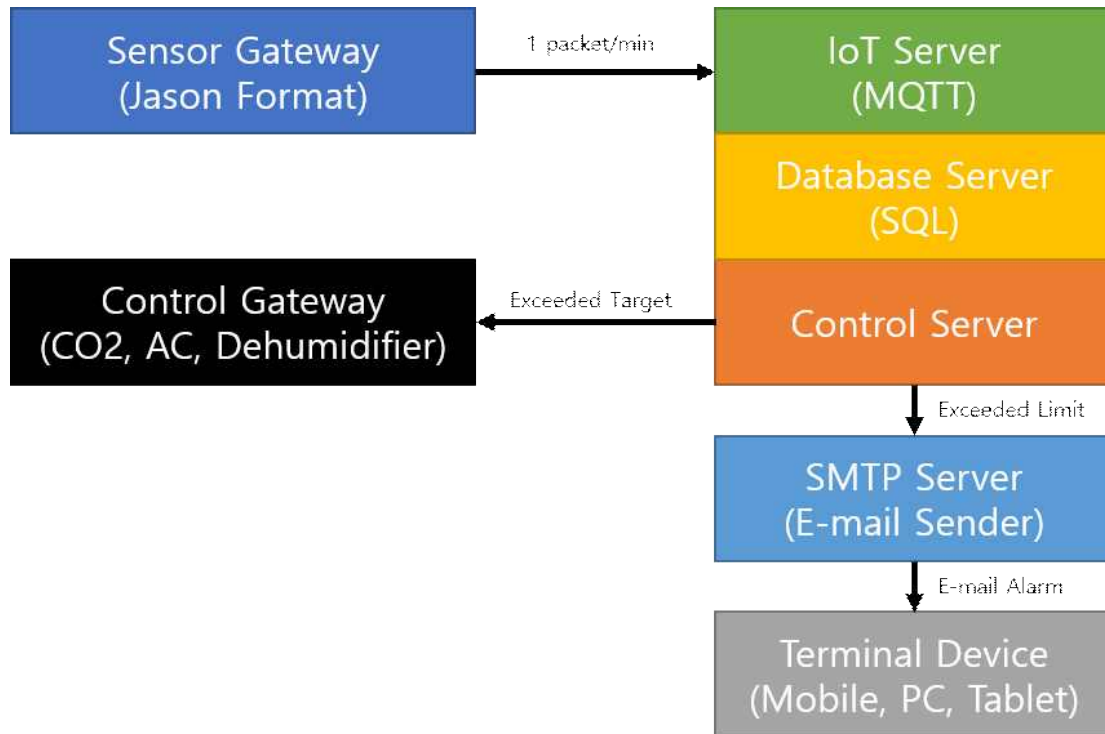 Sensor Gateway
(Jason Format)
1 packet/min
IoT Server
(MQTT)
Database Server
(SQL)
Control Gateway
(CO2, AC, Dehumidifier)
Exceeded Target
Control Server
Exceeded Limit
SMTP Server
(E-mail Sender)
E-mail Alarm
Terminal Device
(Mobile, PC, Tablet)